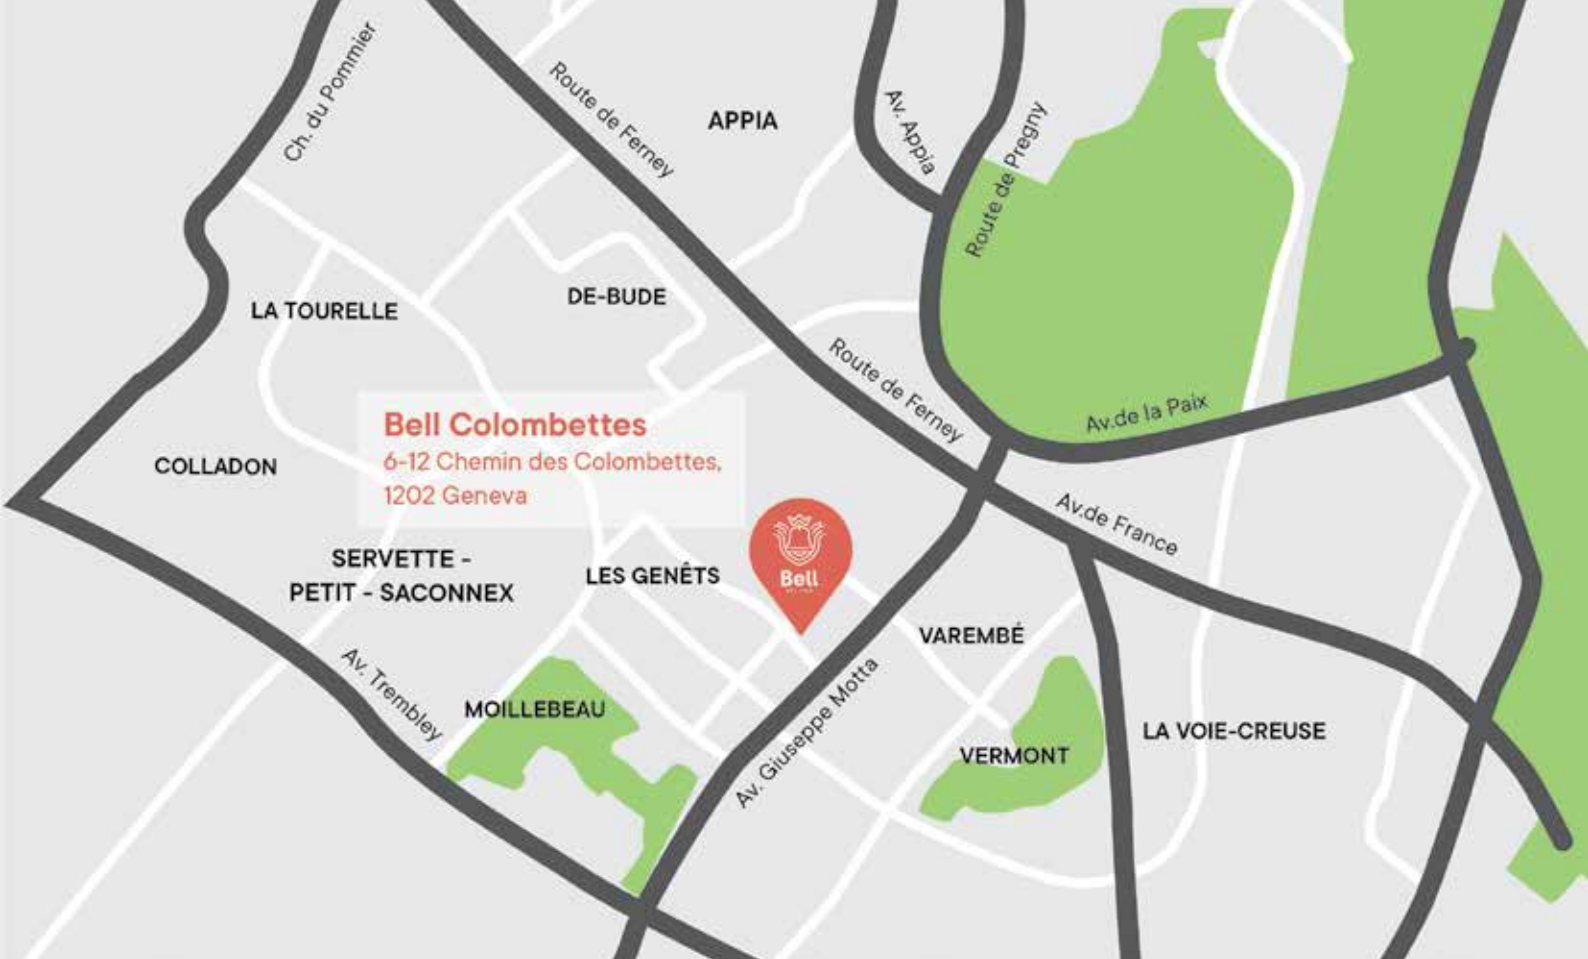 Ch. du Pommier
Route de Ferney
APPIA
Av. Appia
Route de Pregny
LA TOURELLE
DE-BUDE
Route de Ferney
Av.de la Paix
Bell Colombettes
6-12 Chemin des Colombettes,
1202 Geneva
COLLADON
Av.de France
SERVETTE -
PETIT - SACONNEX
LES GENÊTS
Bell
VAREMBÉ
Av. Trembley
MOILLEBEAU
Av. Giuseppe Motta
VERMONT
LA VOIE-CREUSE